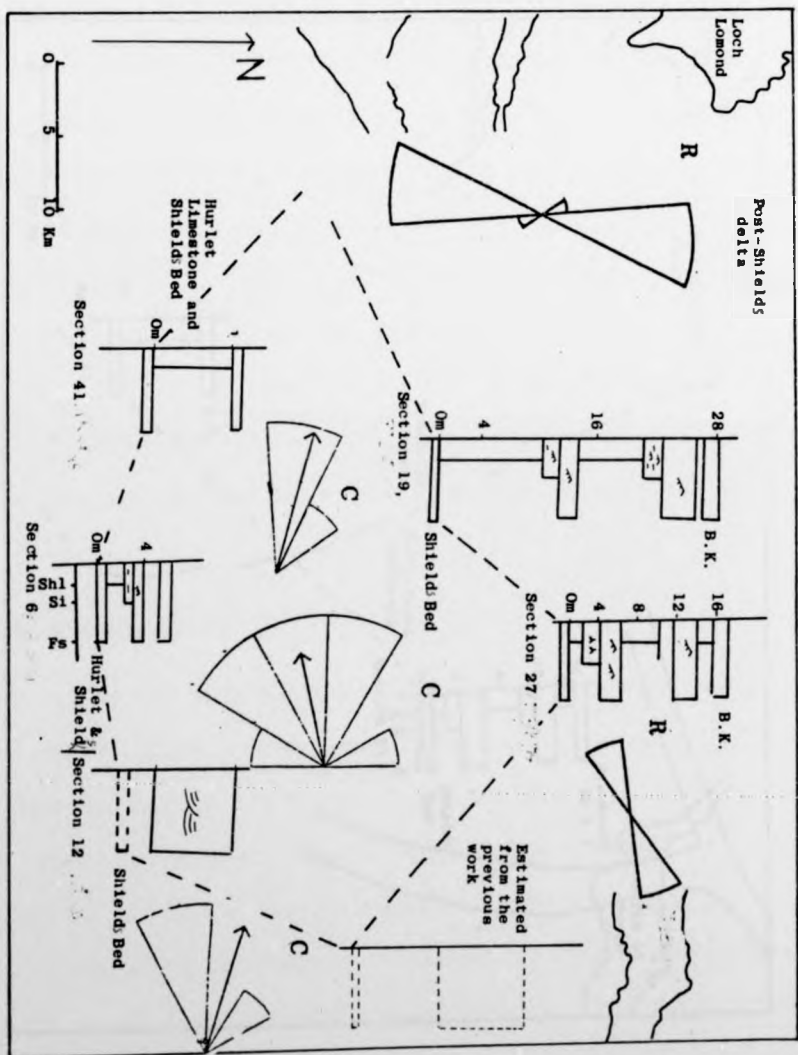 Post-Shields
delta
Loch
Lomond
R
28
16
4
0m
B.K.
Section 19,
Shields Bed
16
12
8
4
0m
B.K.
Section 27
R
Estimated
from the
previous
work
C
C
C
Hurlet
Limestone and
Shields Bed
0m
Section 41
4
0m
Shl
Si
Fs
Section 6
Hurlet &
Shields
Section 12
Shields Bed
N
0
5
10 Km